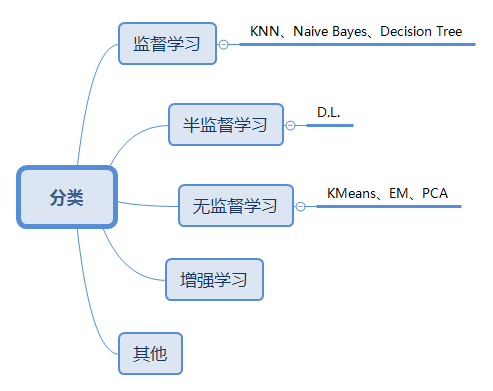 监督学习
KNN、Naive Bayes、Decision Tree
半监督学习
D.L.
分类
无监督学习
KMeans、EM、PCA
增强学习
其他